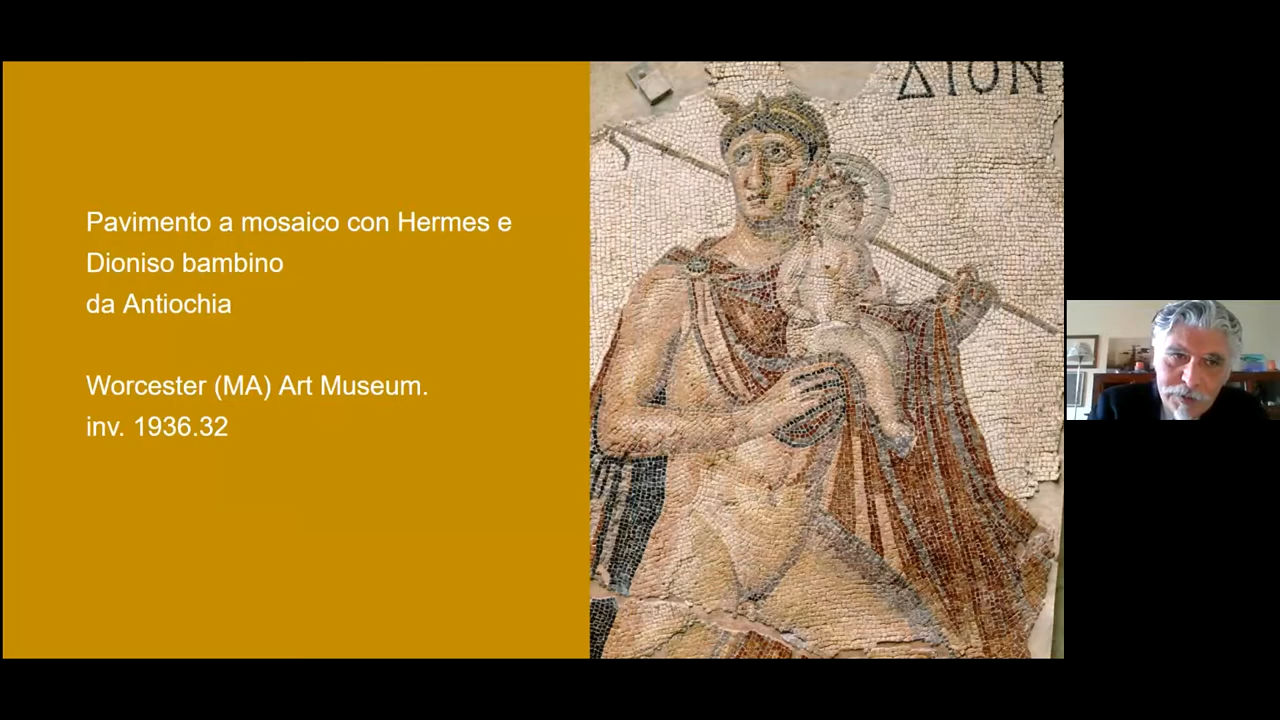 Pavimento a mosaico con Hermes e
Dioniso bambino
da Antiochia
Worcester (MA) Art Museum.
inv. 1936.32
ΔΙΟΝ